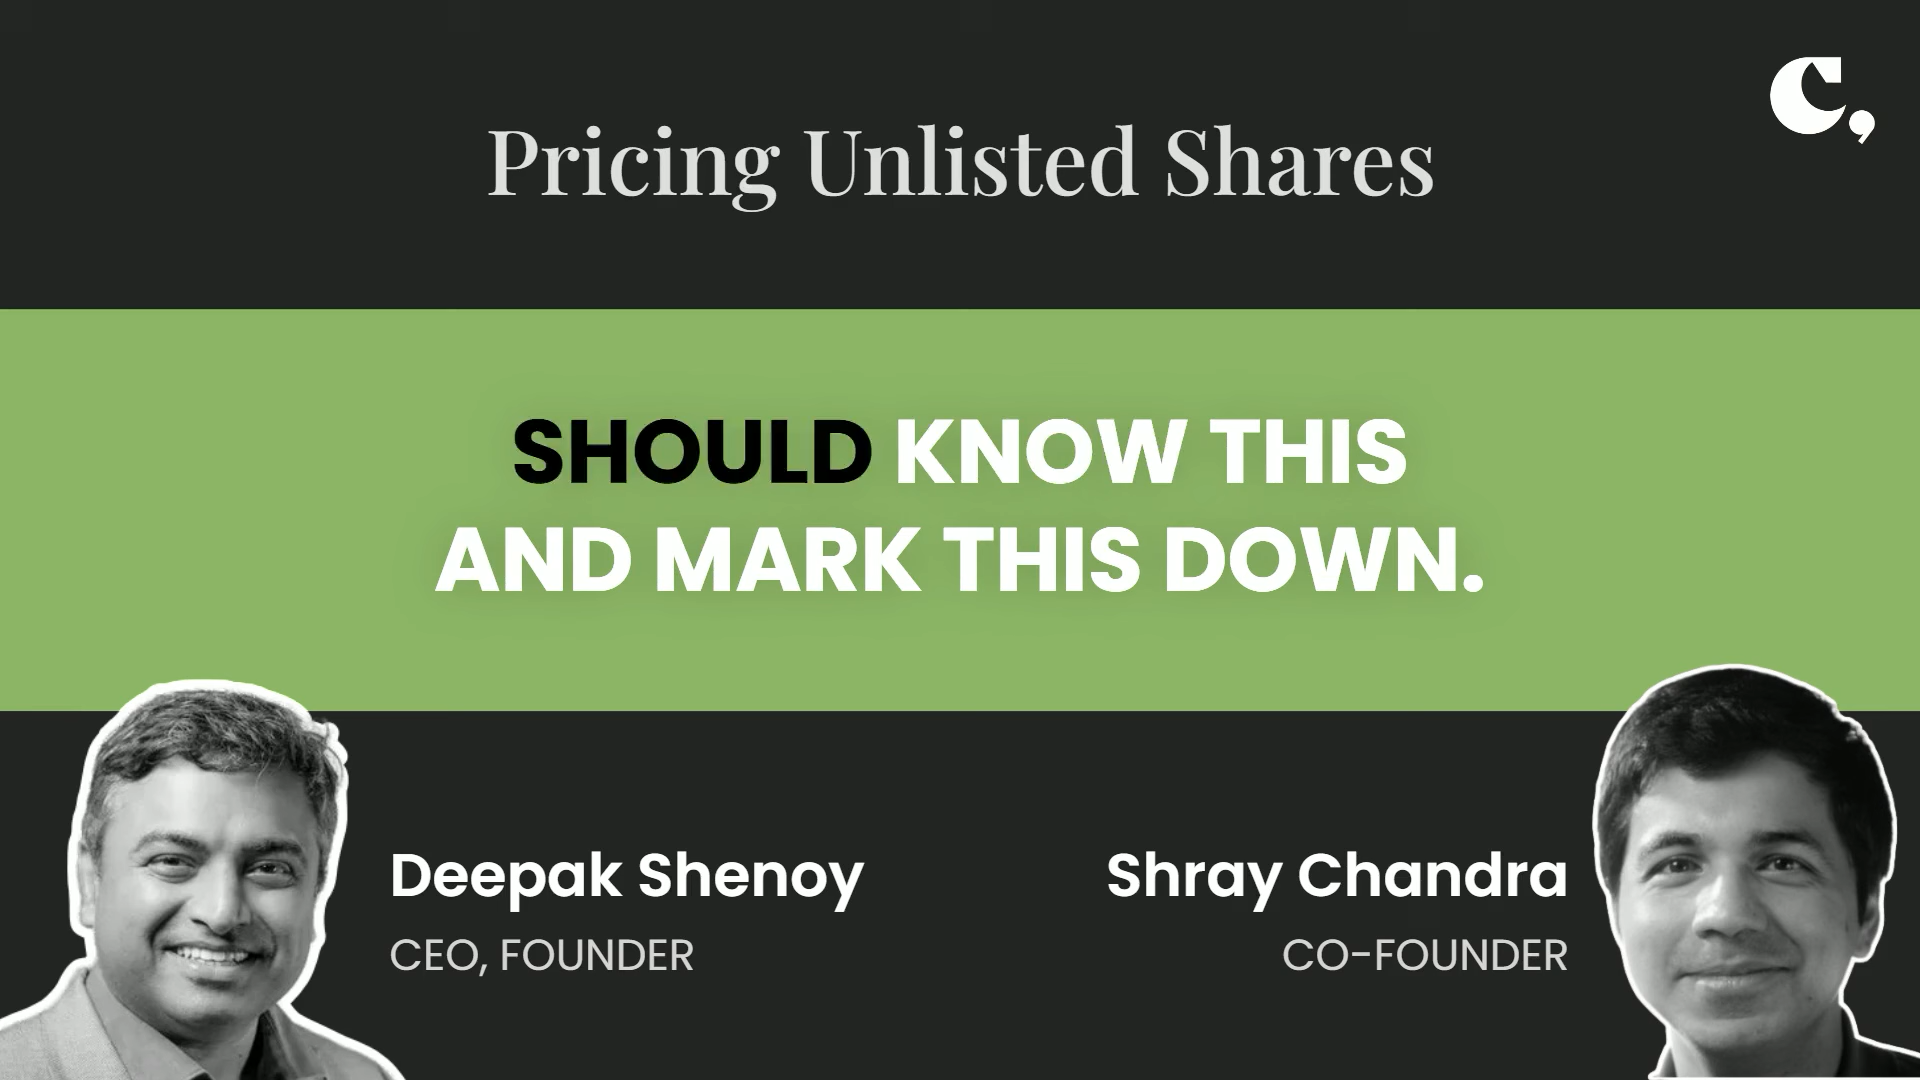 Pricing Unlisted Shares
C,
SHOULD KNOW THIS
AND MARK THIS DOWN.
Deepak Shenoy
CEO, FOUNDER
Shray Chandra
CO-FOUNDER